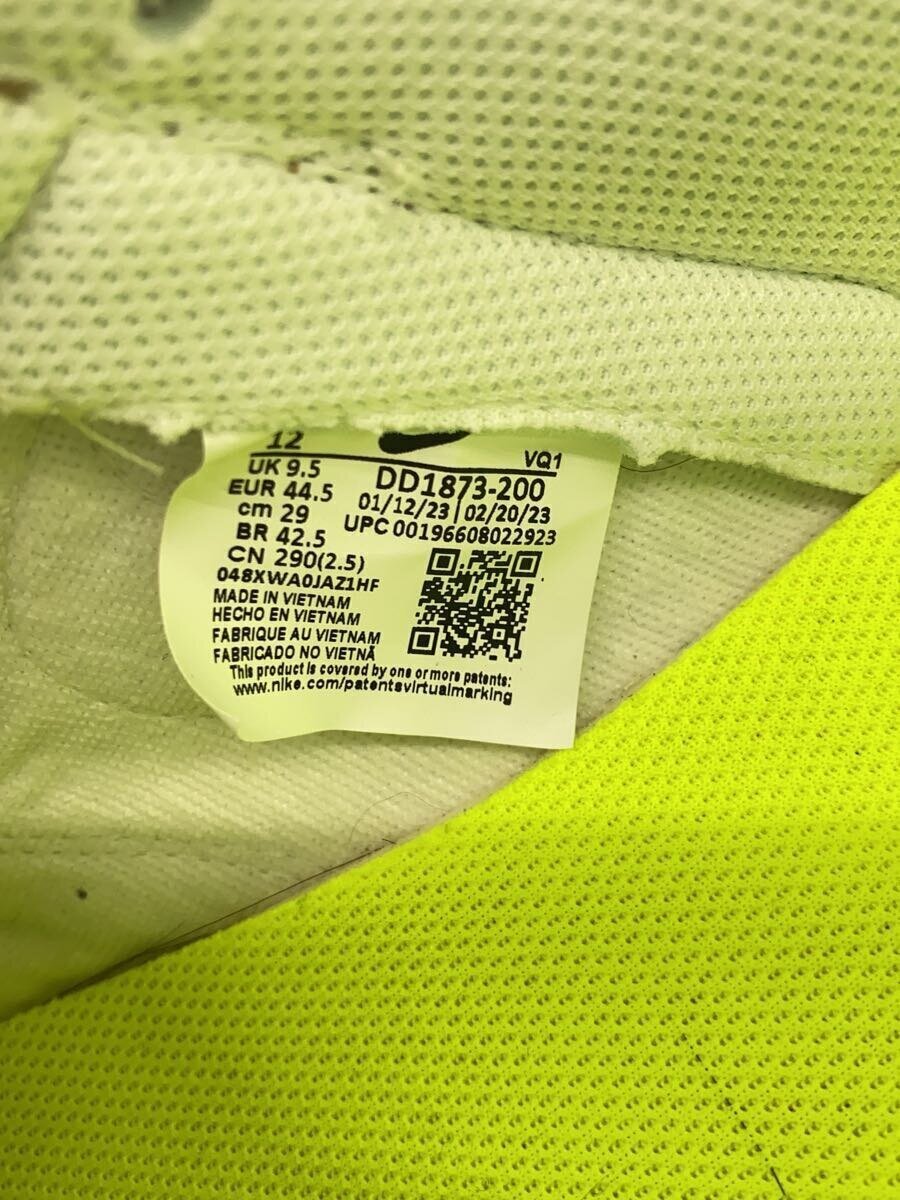 12
VQ1
UK 9.5
DD1873-200
EUR 44.5
01/12/23 | 02/20/23
cm 29
UPC 00196608022923
BR 42.5
CN 290(2.5)
048XWA0JAZ1HF
MADE IN VIETNAM
HECHO EN VIETNAM
FABRIQUE AU VIETNAM
FABRICADO NO VIETNÃ
This product is covered by one or more patents:
www.nike.com/patentsvirtualmarking